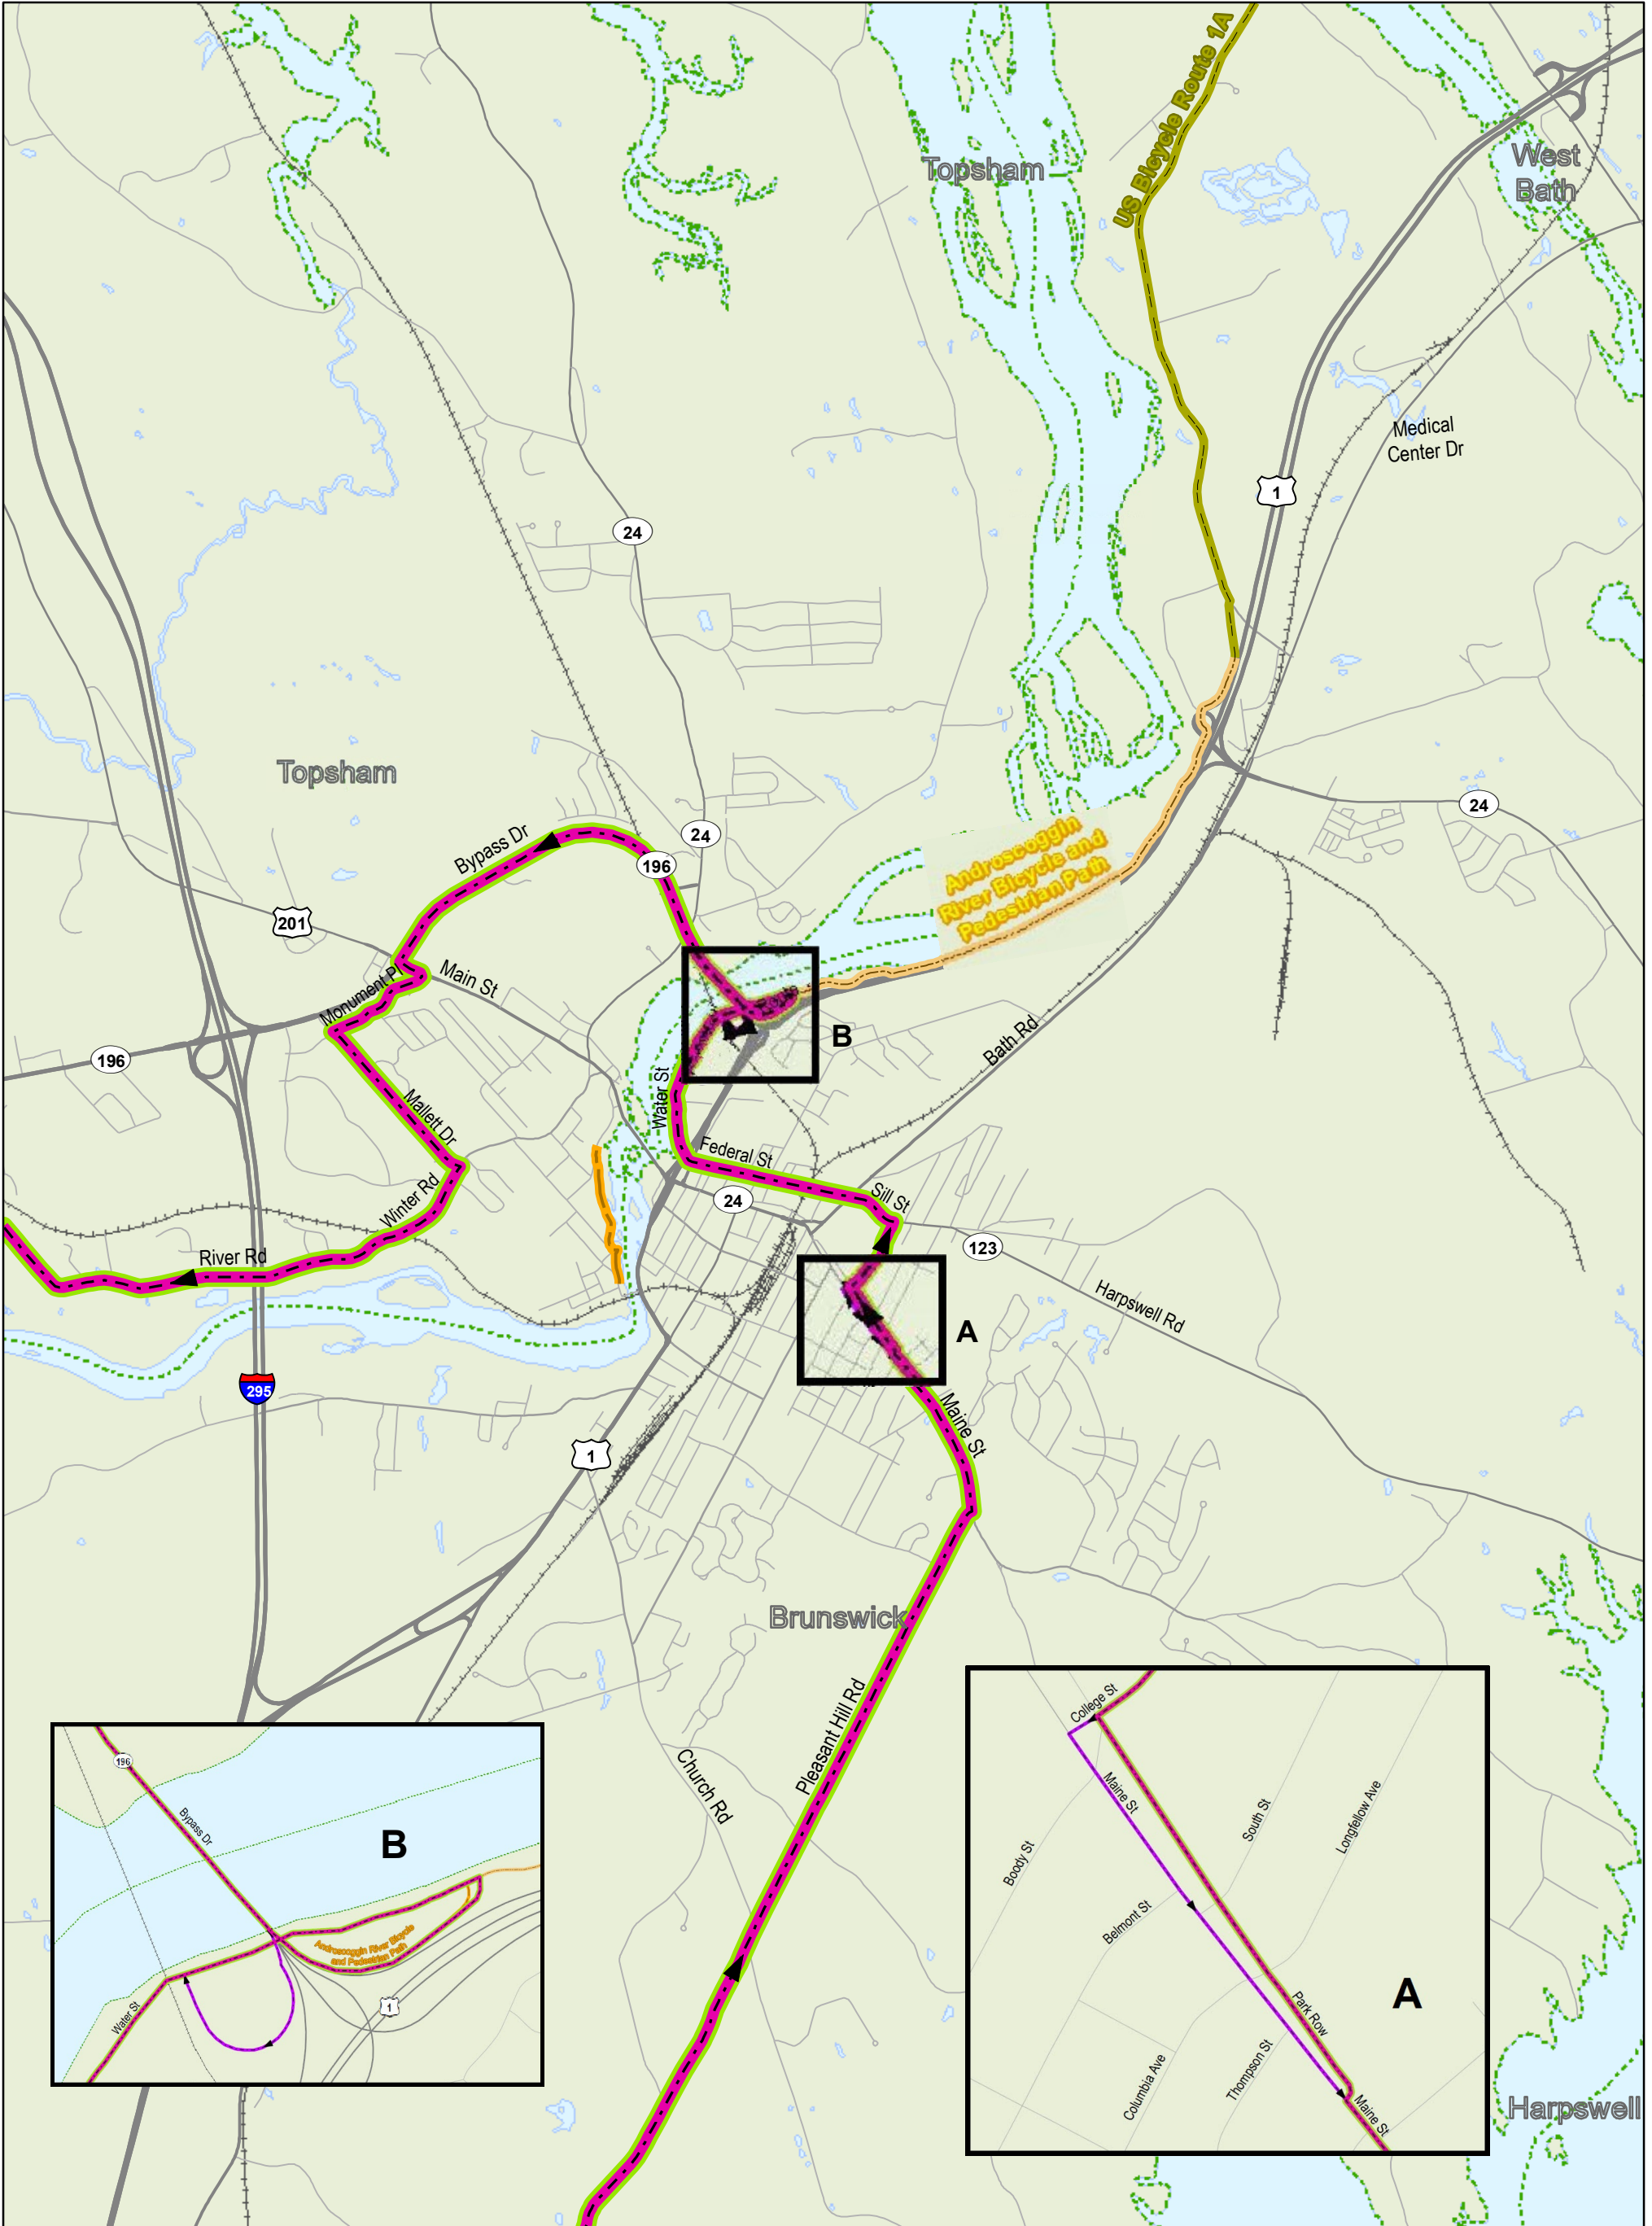 US Bicycle Route 1A
Topsham
West
Bath
Medical
Center Dr
1
24
Topsham
24
Bypass Dr
196
24
Androscoggin
River Bicycle and
Pedestrian Path
201
Main St
Monument Pl
B
Bath Rd
196
Water St
Mallett Dr
Federal St
24
Sill St
Winter Rd
River Rd
123
Harpswell Rd
A
295
Maine St
1
Brunswick
Pleasant Hill Rd
Church Rd
College St
Maine St
South St
Longfellow Ave
Boody St
Belmont St
A
Park Row
Thompson St
Columbia Ave
Maine St
196
Bypass Dr
B
Androscoggin River Bicycle
and Pedestrian Path
1
Water St
Harpswell